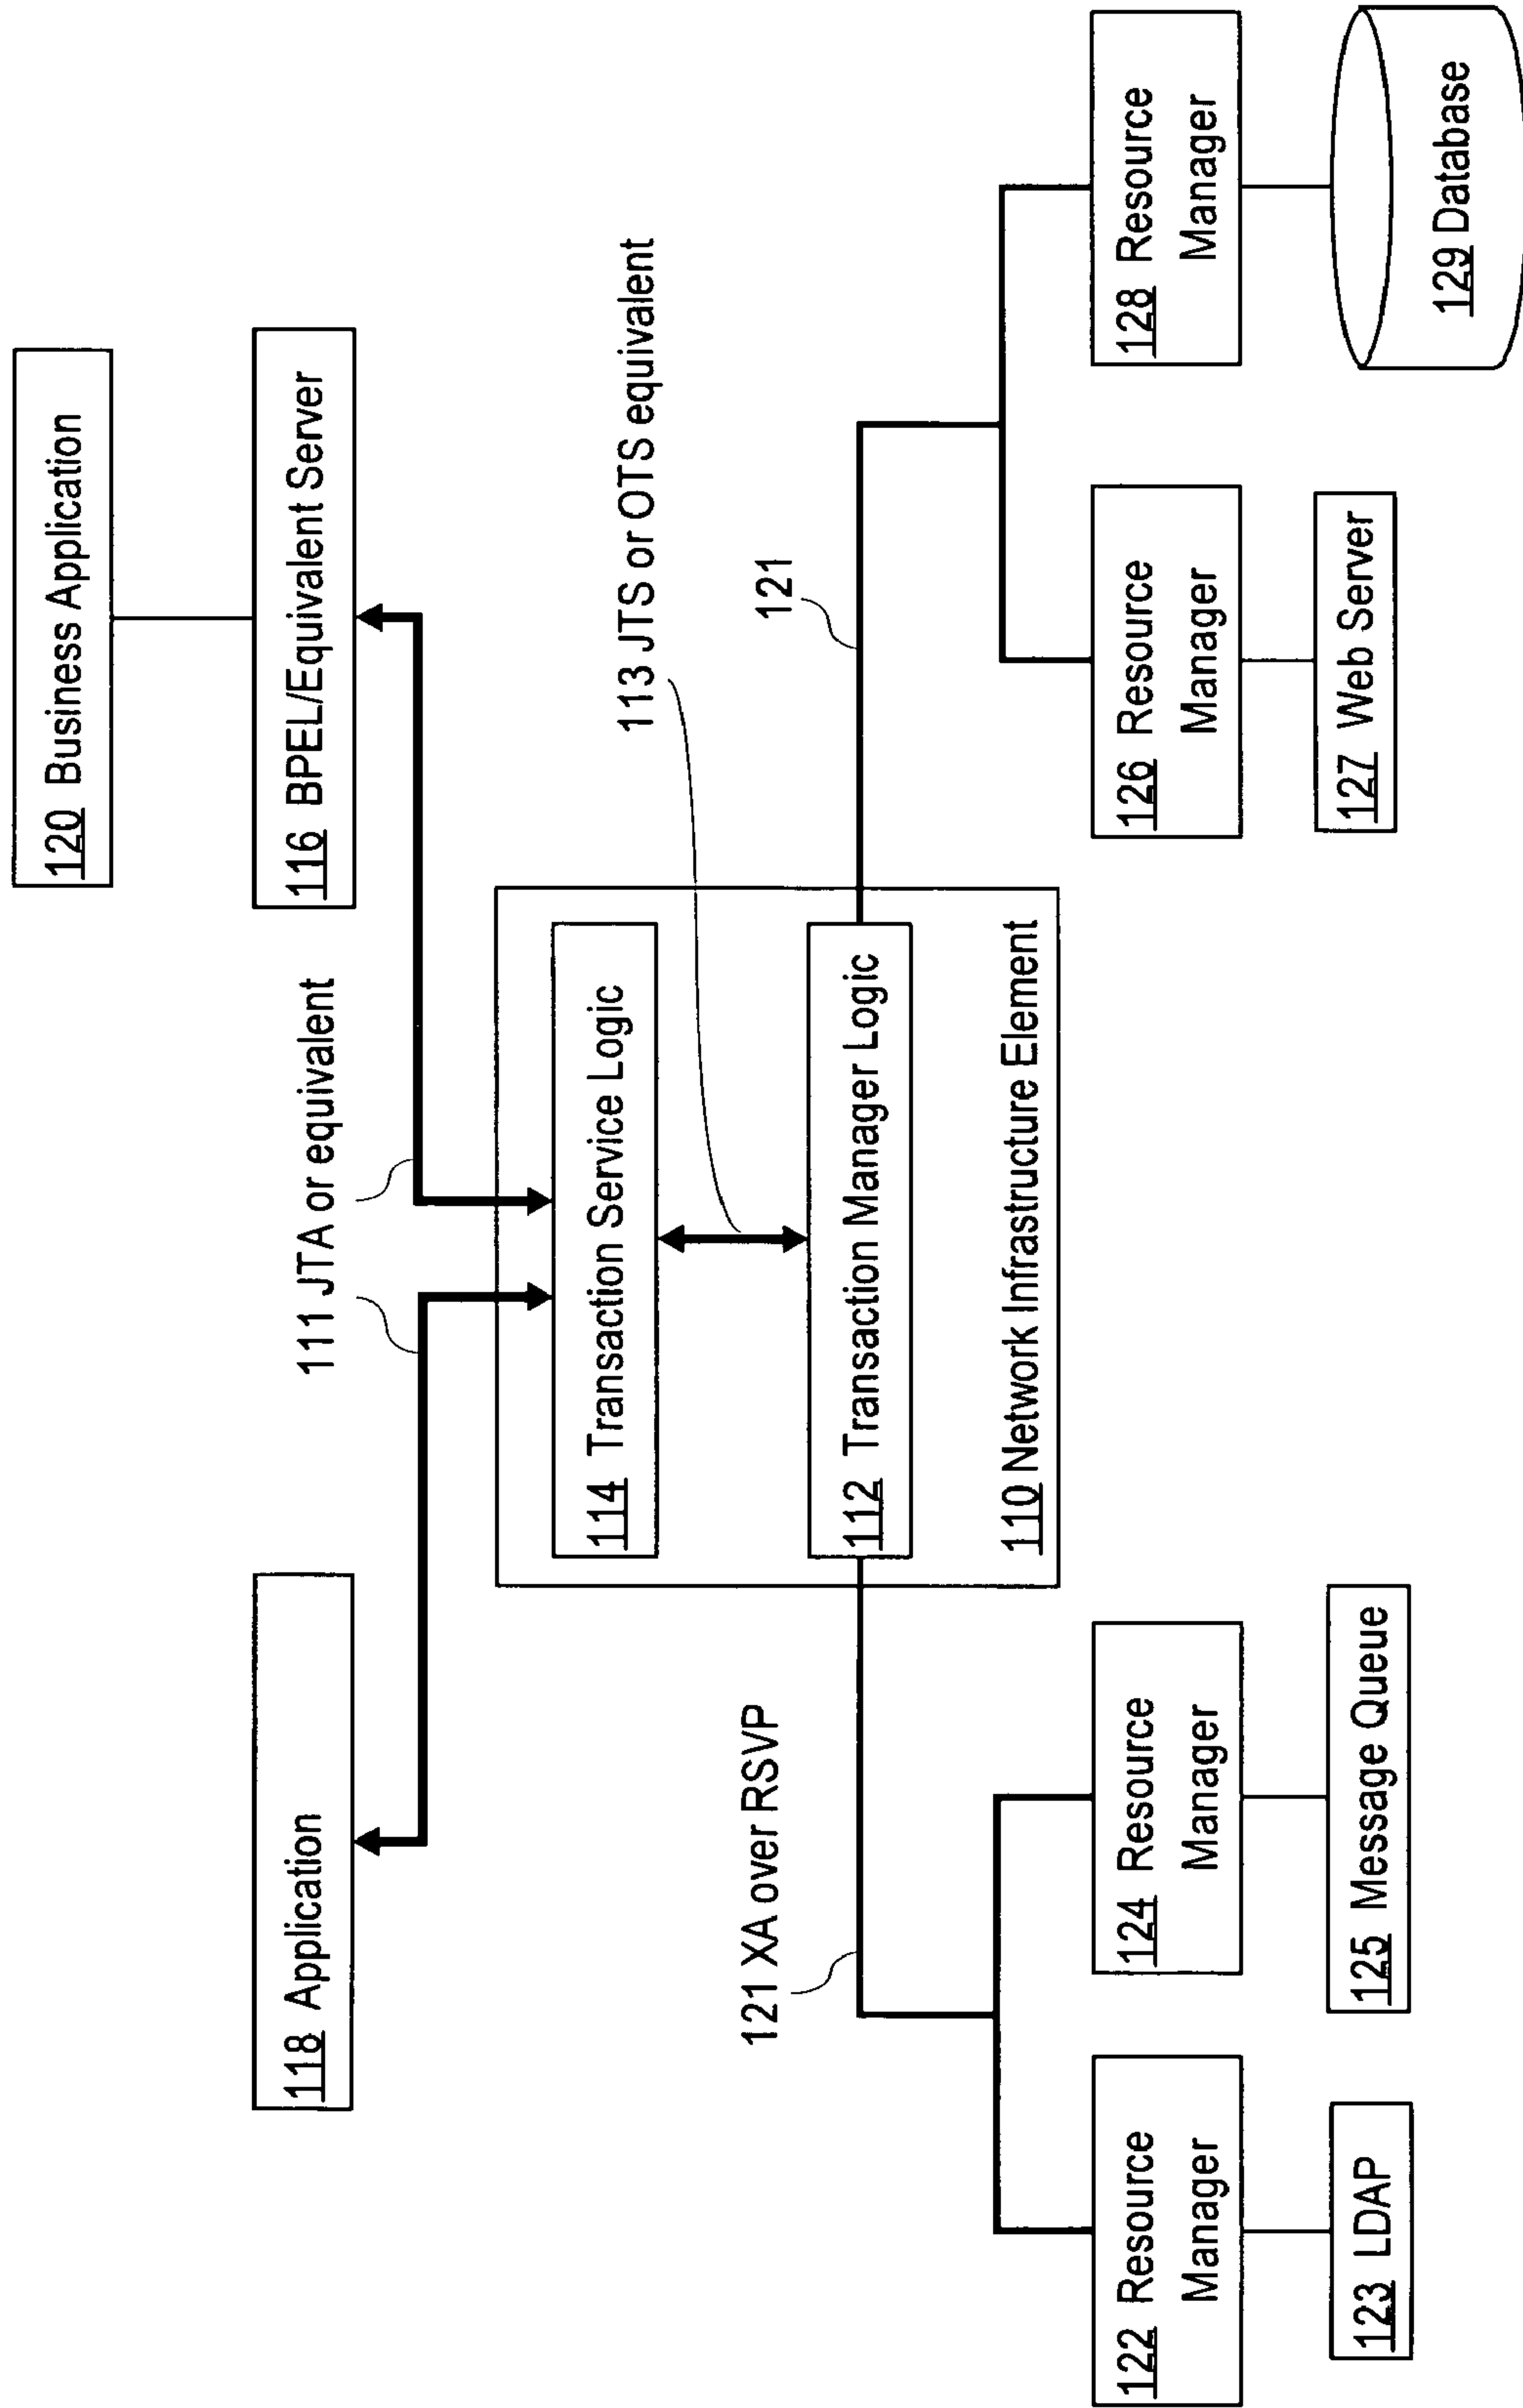 120 Business Application
118 Application
116 BPEL/Equivalent Server
111 JTA or equivalent
114 Transaction Service Logic
113 JTS or OTS equivalent
121 XA over RSVP
112 Transaction Manager Logic
121
110 Network Infrastructure Element
122 Resource
Manager
124 Resource
Manager
126 Resource
Manager
128 Resource
Manager
123 LDAP
125 Message Queue
127 Web Server
129 Database